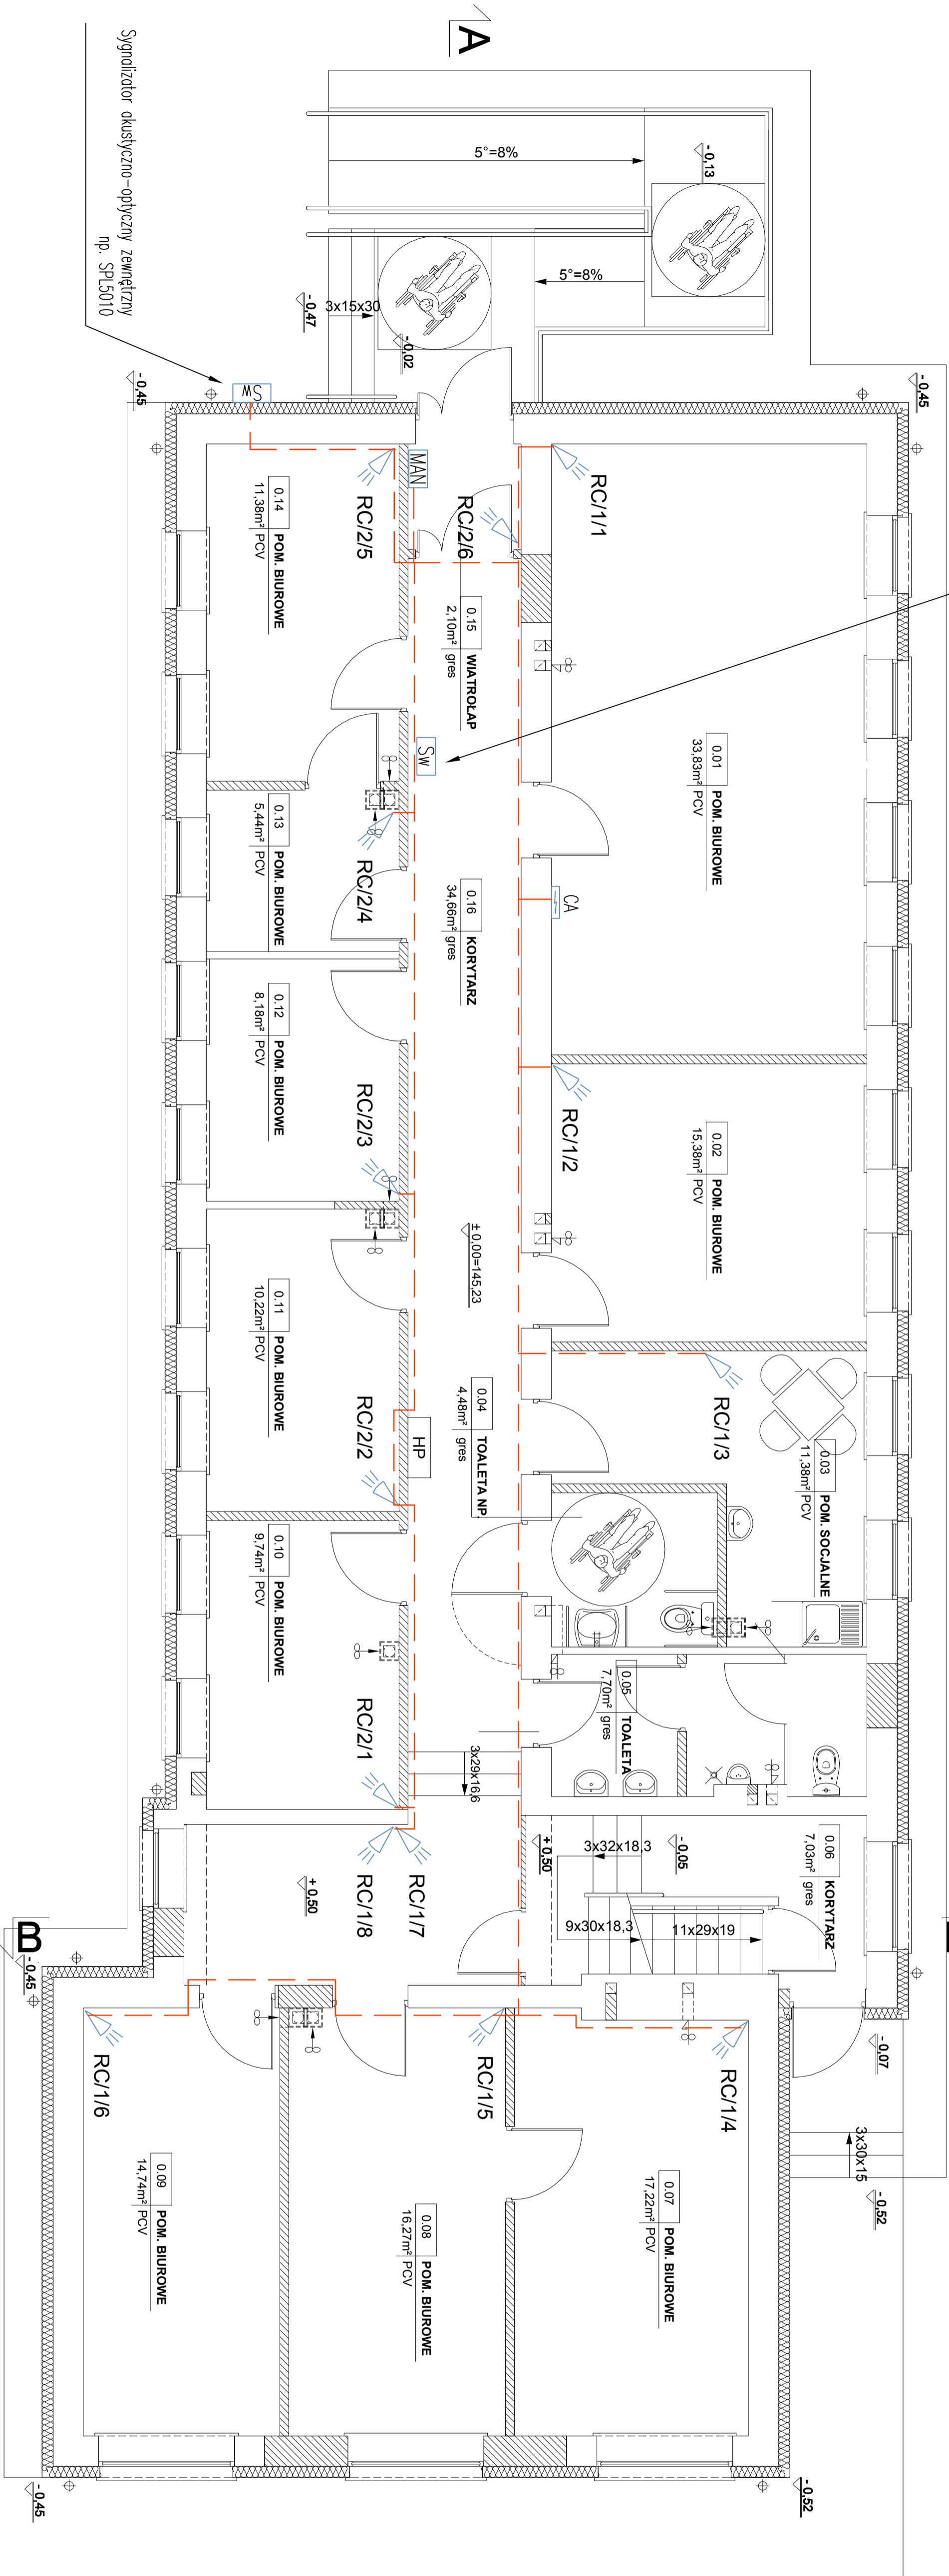 A
Sygnalizator akustyczno-optyczny zewnętrzny
np. SPL5010
5°=8%
- 0,13
5°=8%
3x15x30
- 0,47
- 0,02
- 0,45
- 0,45
SW
MAN
RC/1/1
RC/2/6
RC/2/5
0.14 POM. BIUROWE
11,38m² PCV
0.15 WIATROŁAP
2,10m² gres
0.01 POM. BIUROWE
33,83m² PCV
SW
0.13 POM. BIUROWE
5,44m² PCV
RC/2/4
0.16 KORYTARZ
34,66m² gres
CA
0.12 POM. BIUROWE
8,18m² PCV
RC/2/3
RC/1/2
0.02 POM. BIUROWE
15,38m² PCV
± 0,00=145,23
0.11 POM. BIUROWE
10,22m² PCV
RC/2/2
HP
0.04 TOALETA NP.
4,48m² gres
RC/1/3
0.03 POM. SOCJALNE
11,38m² PCV
0.10 POM. BIUROWE
9,74m² PCV
RC/2/1
0.05 TOALETA
7,70m² gres
3x29x16,6
3x32x18,3
- 0,05
+ 0,50
0.06 KORYTARZ
7,03m² gres
RC/1/8
RC/1/7
+ 0,50
9x30x18,3
11x29x19
B
- 0,45
- 0,07
RC/1/6
RC/1/5
RC/1/4
3x30x15
- 0,52
0.09 POM. BIUROWE
14,74m² PCV
0.08 POM. BIUROWE
16,27m² PCV
0.07 POM. BIUROWE
17,22m² PCV
- 0,45
- 0,52